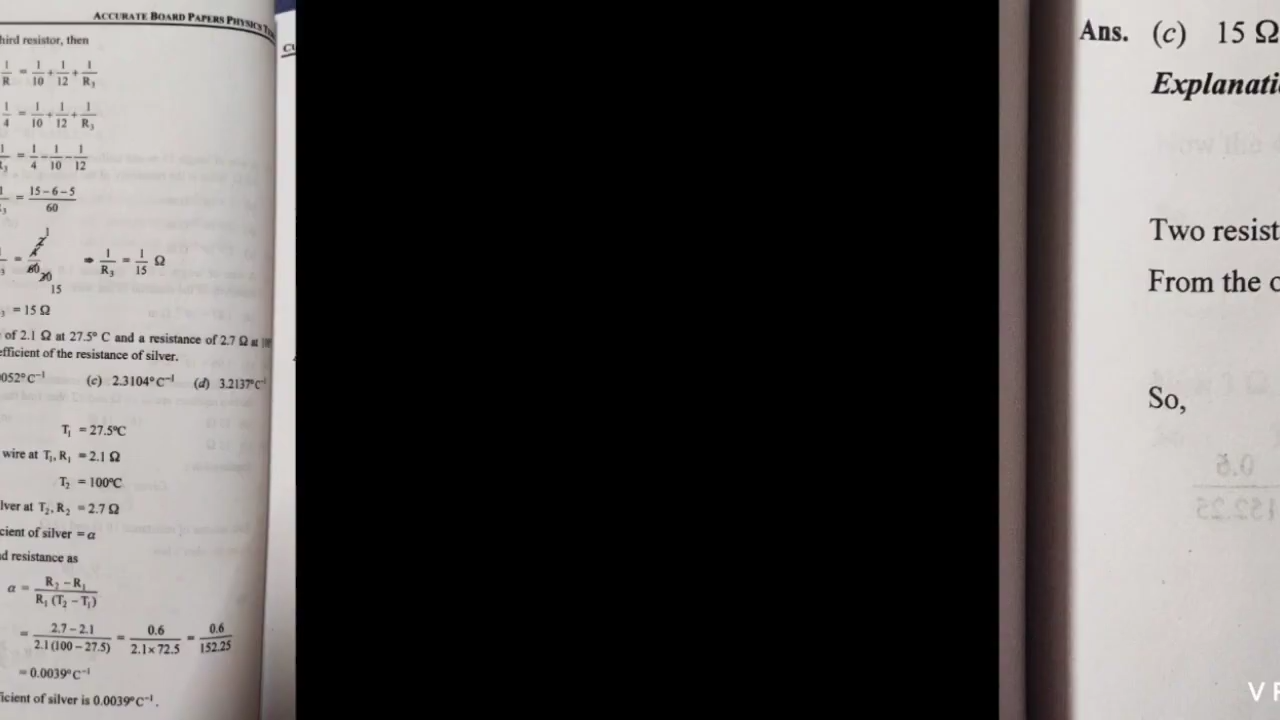 ACCURATE BOARD PAPERS PHYSICS
hird resistor, then
1/R = 1/10 + 1/12 + 1/R₃
1/4 = 1/10 + 1/12 + 1/R₃
= 1/4 - 1/10 - 1/12
= 15 – 6 – 5 / 60
⇒ 1/R₃ = 1/15 Ω
15
= 15 Ω
of 2.1 Ω at 27.5° C and a resistance of 2.7 Ω at
efficient of the resistance of silver.
052°C⁻¹ (c) 2.3104°C⁻¹ (d) 3.2137°C⁻¹
T₁ = 27.5°C
wire at T₁, R₁ = 2.1 Ω
T₂ = 100°C
lver at T₂, R₂ = 2.7 Ω
cient of silver = α
d resistance as
α = R₂ – R₁ / R₁ (T₂ – T₁)
= 2.7 – 2.1 / 2.1 (100 – 27.5) = 0.6 / 2.1 × 72.5 = 0.6 / 152.25
= 0.0039°C⁻¹
icient of silver is 0.0039°C⁻¹.
Ans. (c) 15 Ω
Explanati
Two resist
From the
So,
V